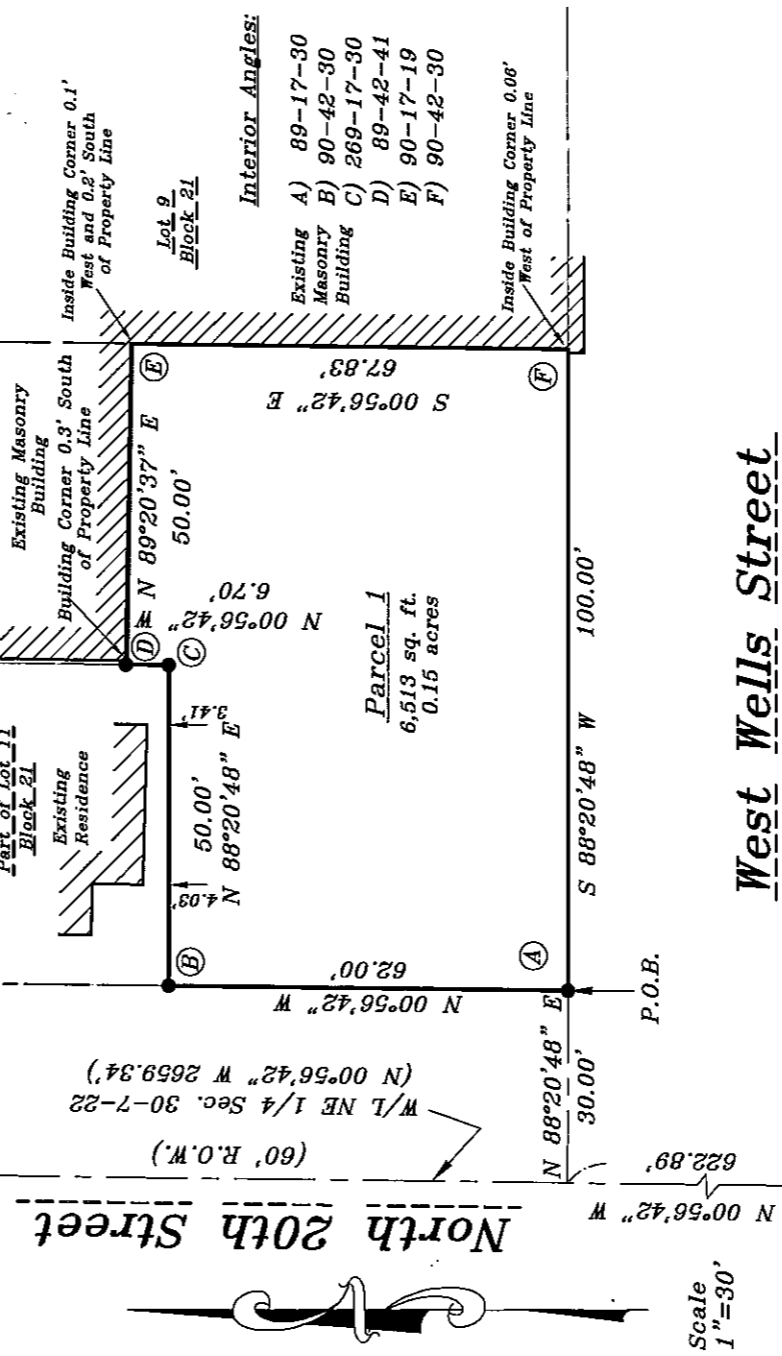 Existing Masonry
Building
Building Corner 0.3' South
of Property Line
Inside Building Corner 0.1'
West and 0.2' South
of Property Line
Part of Lot 11
Block 21
Existing
Residence
Lot 9
Block 21
Existing
Masonry
Building
Interior Angles:
A) 89-17-30
B) 90-42-30
C) 269-17-30
D) 89-42-41
E) 90-17-19
F) 90-42-30
Inside Building Corner 0.06'
West of Property Line
D
N 89°20'37" E
50.00'
E
N 00°56'42" W
6.70'
C
3.41'
4.03'
N 88°20'48" E
50.00'
B
S 00°56'42" E
67.83'
F
Parcel 1
6,513 sq. ft.
0.15 acres
N 00°56'42" W
62.00'
A
S 88°20'48" W
100.00'
P.O.B.
N 88°20'48" E
30.00'
W/L NE 1/4 Sec. 30-7-22
(N 00°56'42" W 2659.34')
(60' R.O.W.)
North 20th Street
N 00°56'42" W
622.89'
West Wells Street
N
Scale
1"=30'